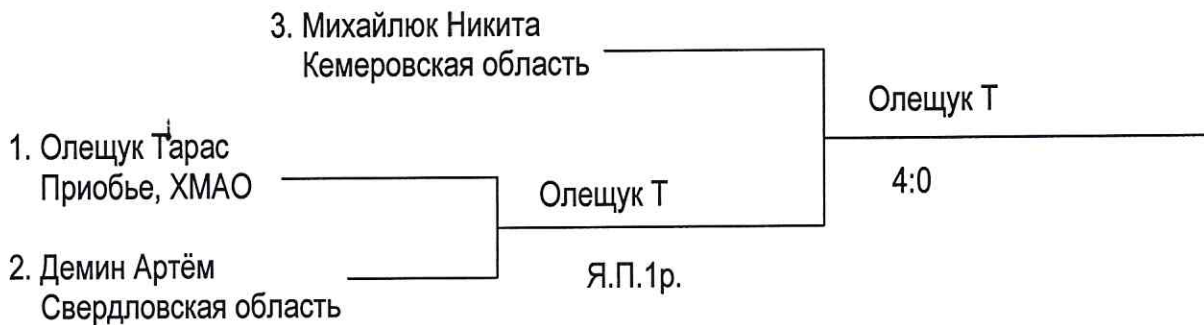 3. Михайлюк Никита
Кемеровская область
Олещук Т
1. Олещук Тарас
Приобье, ХМАО
4:0
Олещук Т
2. Демин Артём
Свердловская область
Я.П.1р.